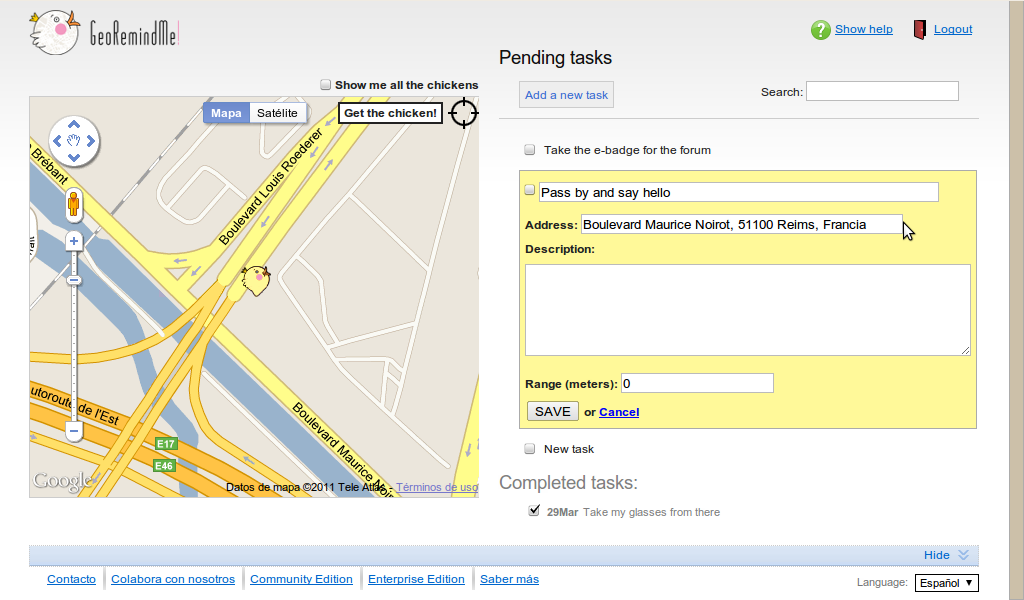 GeoRemindMe!
Show help
Logout
Pending tasks
Show me all the chickens
Add a new task
Search:
Mapa
Satélite
Get the chicken!
Brébant
Boulevard Louis Roederer
Take the e-badge for the forum
Pass by and say hello
Address: Boulevard Maurice Noirot, 51100 Reims, Francia
Description:
Range (meters): 0
SAVE or Cancel
utoroute de l'Est
E17
E46
Boulevard Maurice Noiro
Google
Datos de mapa ©2011 Tele Atlas - Términos de uso
New task
Completed tasks:
29Mar Take my glasses from there
Hide
Contacto
Colabora con nosotros
Community Edition
Enterprise Edition
Saber más
Language: Español